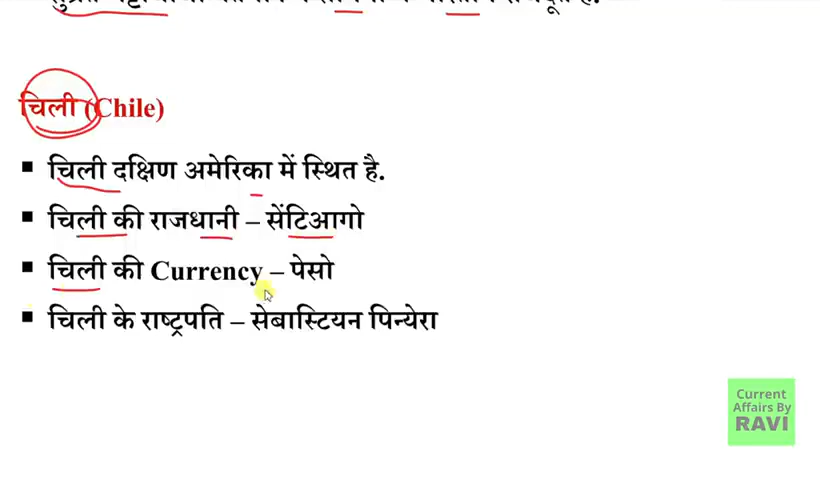 चिली (Chile)
▪ चिली दक्षिण अमेरिका में स्थित है.
▪ चिली की राजधानी – सेंटिआगो
▪ चिली की Currency – पेसो
▪ चिली के राष्ट्रपति – सेबास्टियन पिन्येरा
Current
Affairs By
RAVI